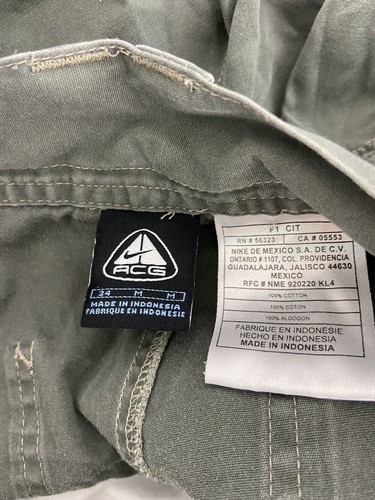 ACG
34 M M
MADE IN INDONESIA
FABRIQUE EN INDONESIE
F1 CIT
RN # 56323 CA # 05553
NIKE DE MEXICO S.A. DE C.V.
ONTARIO # 1107, COL. PROVIDENCIA
GUADALAJARA, JALISCO 44630
MEXICO
RFC # NME 920220 KL4
100% COTTON
100% COTON
100% ALGODON
FABRIQUE EN INDONESIE
HECHO EN INDONESIA
MADE IN INDONESIA